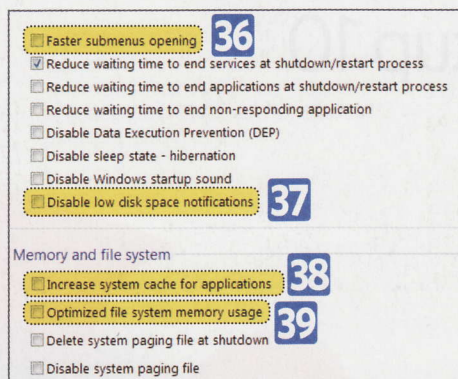 Faster submenus opening 36
Reduce waiting time to end services at shutdown/restart process
Reduce waiting time to end applications at shutdown/restart process
Reduce waiting time to end non-responding application
Disable Data Execution Prevention (DEP)
Disable sleep state - hibernation
Disable Windows startup sound
Disable low disk space notifications 37
Memory and file system
Increase system cache for applications 38
Optimized file system memory usage 39
Delete system paging file at shutdown
Disable system paging file